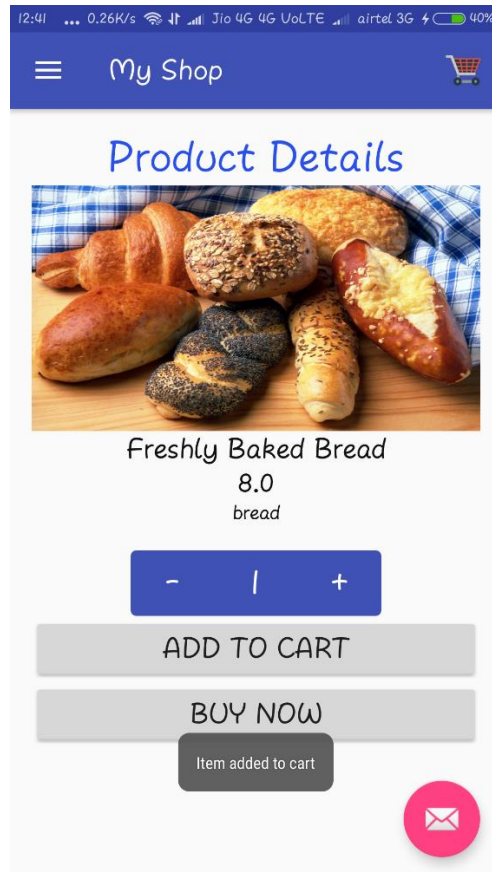 12:41 ... 0.26K/s Jio 4G 4G VoLTE airtel 3G 40%
My Shop
Product Details
Freshly Baked Bread
8.0
bread
- 1 +
ADD TO CART
BUY NOW
Item added to cart